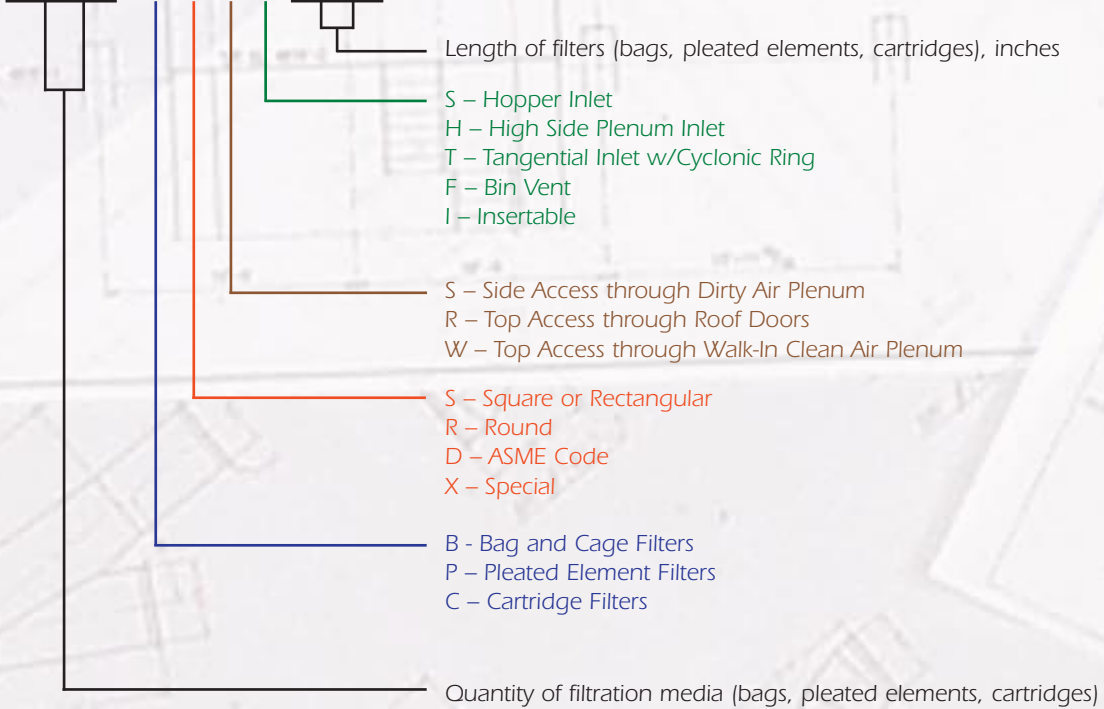 Length of filters (bags, pleated elements, cartridges), inches
S – Hopper Inlet
H – High Side Plenum Inlet
T – Tangential Inlet w/Cyclonic Ring
F – Bin Vent
I – Insertable
S – Side Access through Dirty Air Plenum
R – Top Access through Roof Doors
W – Top Access through Walk-In Clean Air Plenum
S – Square or Rectangular
R – Round
D – ASME Code
X – Special
B - Bag and Cage Filters
P – Pleated Element Filters
C – Cartridge Filters
Quantity of filtration media (bags, pleated elements, cartridges)